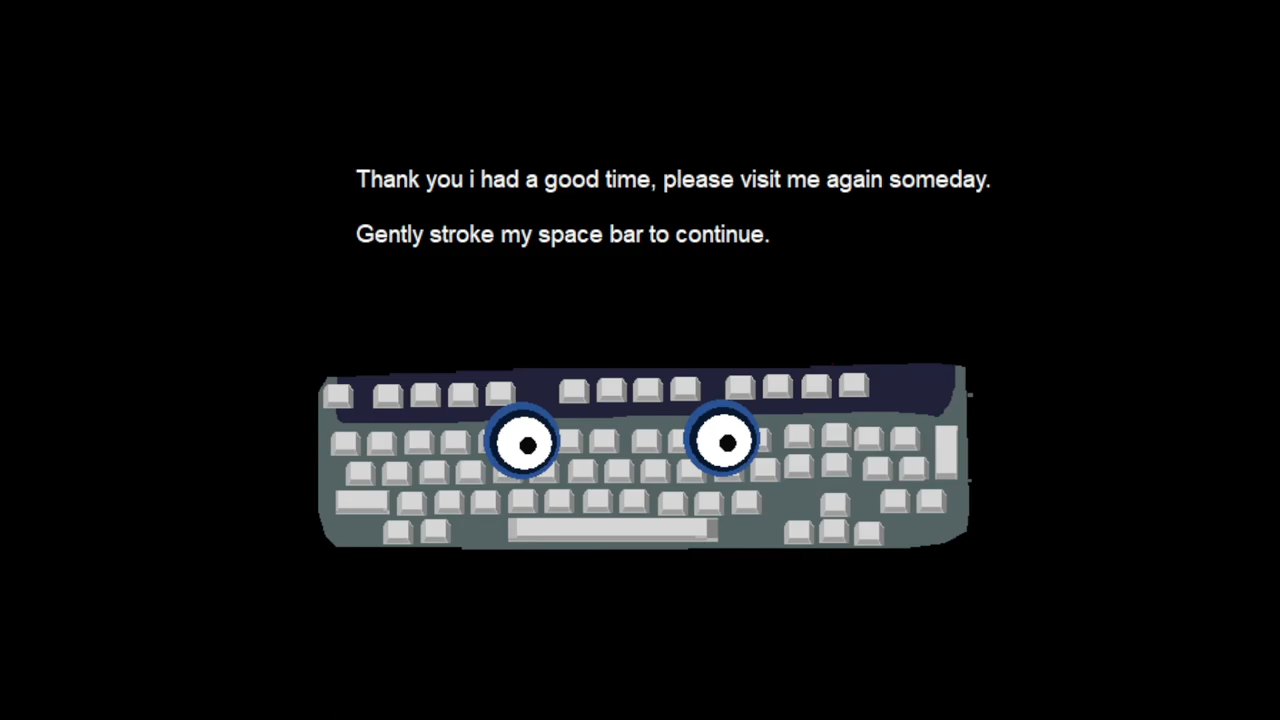 Thank you i had a good time, please visit me again someday.
Gently stroke my space bar to continue.